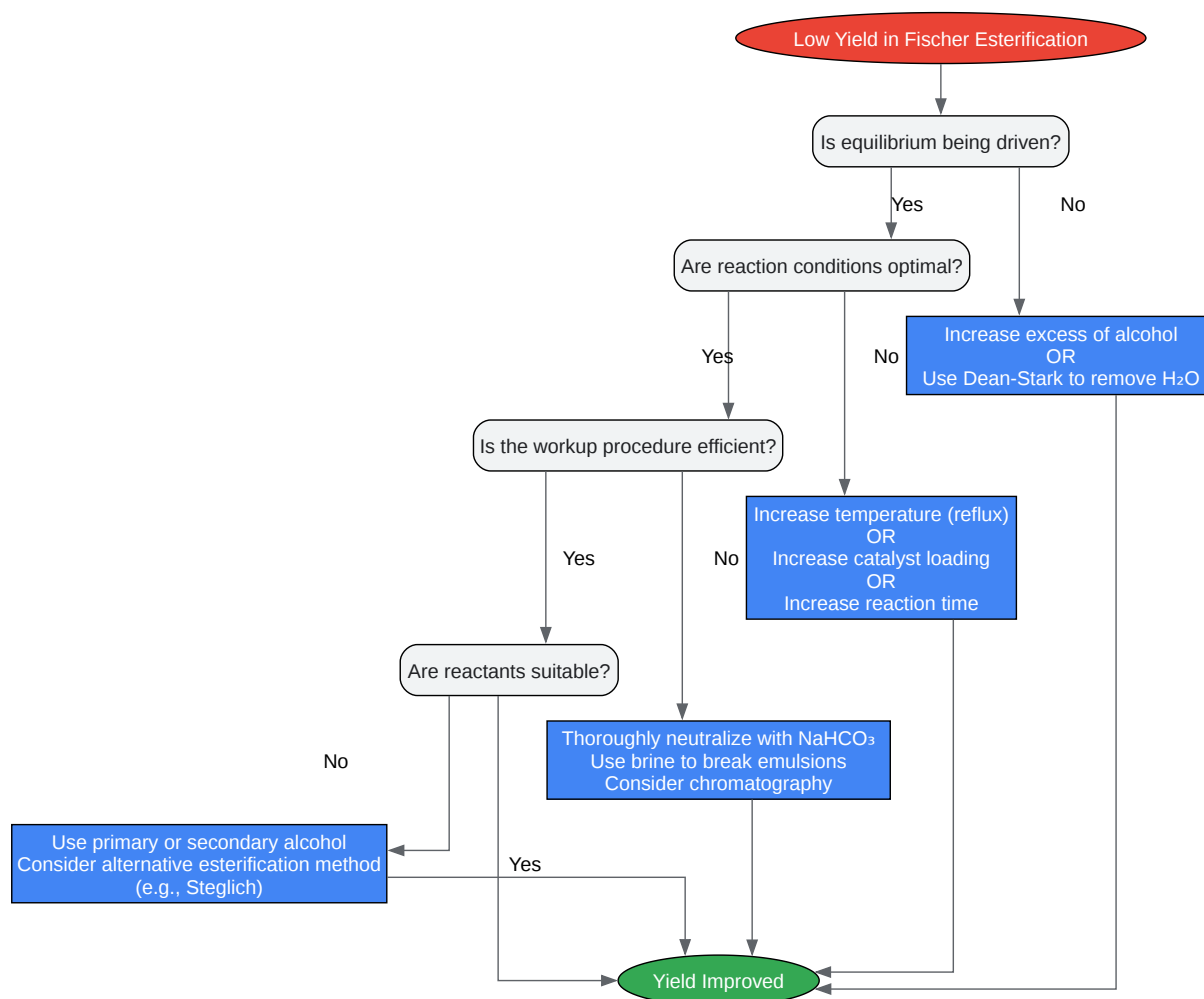 Low Yield in Fischer Esterification
Is equilibrium being driven?
Yes
No
Are reaction conditions optimal?
Increase excess of alcohol
OR
Use Dean-Stark to remove H₂O
Yes
No
Is the workup procedure efficient?
Increase temperature (reflux)
OR
Increase catalyst loading
OR
Increase reaction time
Yes
No
Are reactants suitable?
Thoroughly neutralize with NaHCO₃
Use brine to break emulsions
Consider chromatography
No
Use primary or secondary alcohol
Consider alternative esterification method
(e.g., Steglich)
Yes
Yield Improved